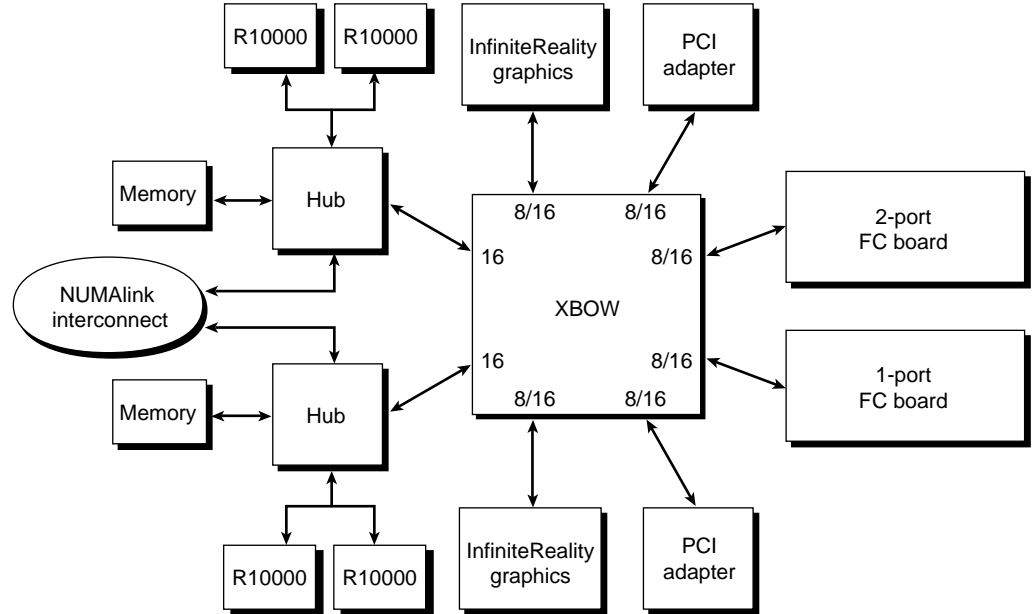 R10000
R10000
InfiniteReality
graphics
PCI
adapter
Memory
Hub
8/16
8/16
2-port
FC board
16
8/16
NUMAlink
interconnect
XBOW
16
8/16
1-port
FC board
Memory
Hub
8/16
8/16
R10000
R10000
InfiniteReality
graphics
PCI
adapter